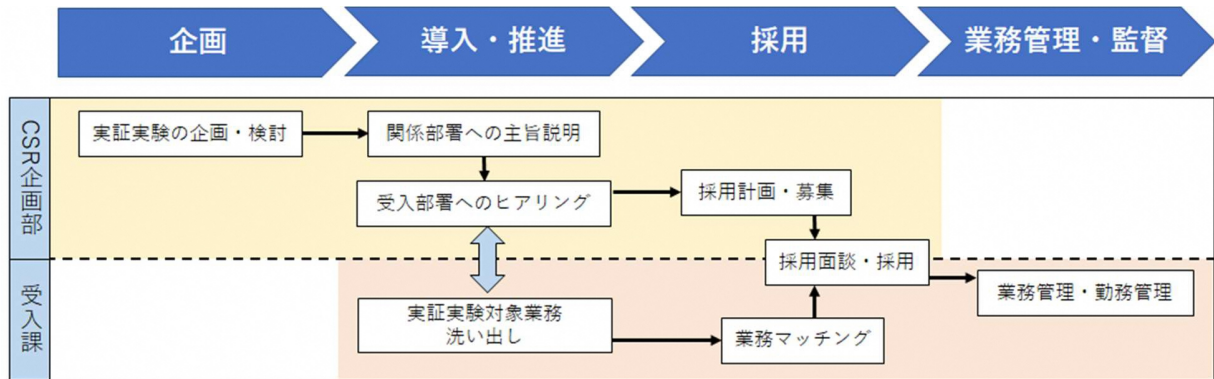 企画
導入・推進
採用
業務管理・監督
CSR企画部
実証実験の企画・検討
関係部署への主旨説明
受入部署へのヒアリング
採用計画・募集
採用面談・採用
受入課
実証実験対象業務
洗い出し
業務マッチング
業務管理・勤務管理